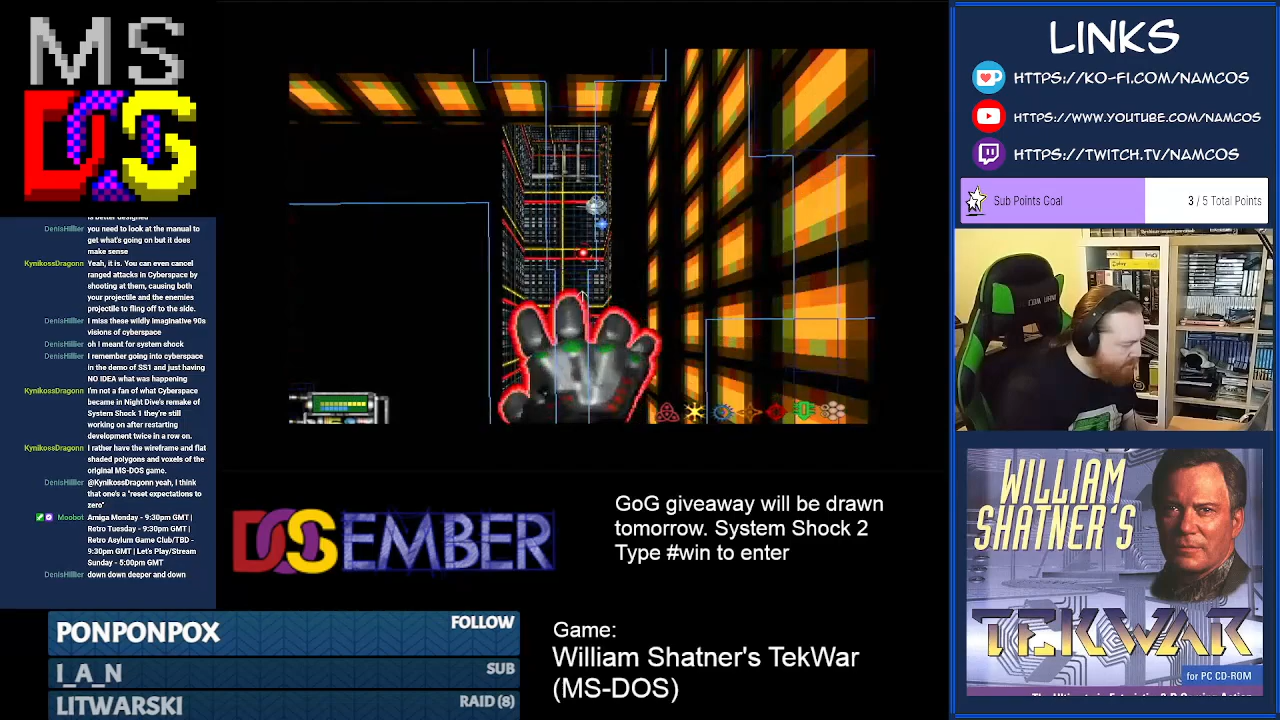 MS
DOS
is better designed
DenisHillier you need to look at the manual to
get what's going on but it does
make sense
KynikossDragonn Yeah, it is. You can even cancel
ranged attacks in Cyberspace by
shooting at them, causing both
your projectile and the enemies
projectile to fling off to the side.
DenisHillier I miss these wildly imaginative 90s
visions of cyberspace
DenisHillier oh I meant for system shock
DenisHillier I remember going into cyberspace
in the demo of SS1 and just having
NO IDEA what was happening
KynikossDragonn I'm not a fan of what Cyberspace
became in Night Dive's remake of
System Shock 1 they're still
working on after restarting
development twice in a row on.
KynikossDragonn I rather have the wireframe and flat
shaded polygons and voxels of the
original MS-DOS game.
DenisHillier @KynikossDragonn yeah, I think
that one's a "reset expectations to
zero"
Moobot Amiga Monday - 9:30pm GMT |
Retro Tuesday - 9:30pm GMT |
Retro Asylum Game Club/TBD -
9:30pm GMT | Let's Play/Stream
Sunday - 5:00pm GMT
DenisHillier down down deeper and down
PONPONPOX FOLLOW
I_A_N SUB
LITWARSKI RAID (8)
DOSEMBER
GoG giveaway will be drawn
tomorrow. System Shock 2
Type #win to enter
Game:
William Shatner's TekWar
(MS-DOS)
LINKS
HTTPS://KO-FI.COM/NAMCOS
HTTPS://WWW.YOUTUBE.COM/NAMCOS
HTTPS://TWITCH.TV/NAMCOS
Sub Points Goal 3 / 5 Total Points
WILLIAM
SHATNER'S
TEKWAR
for PC CD-ROM